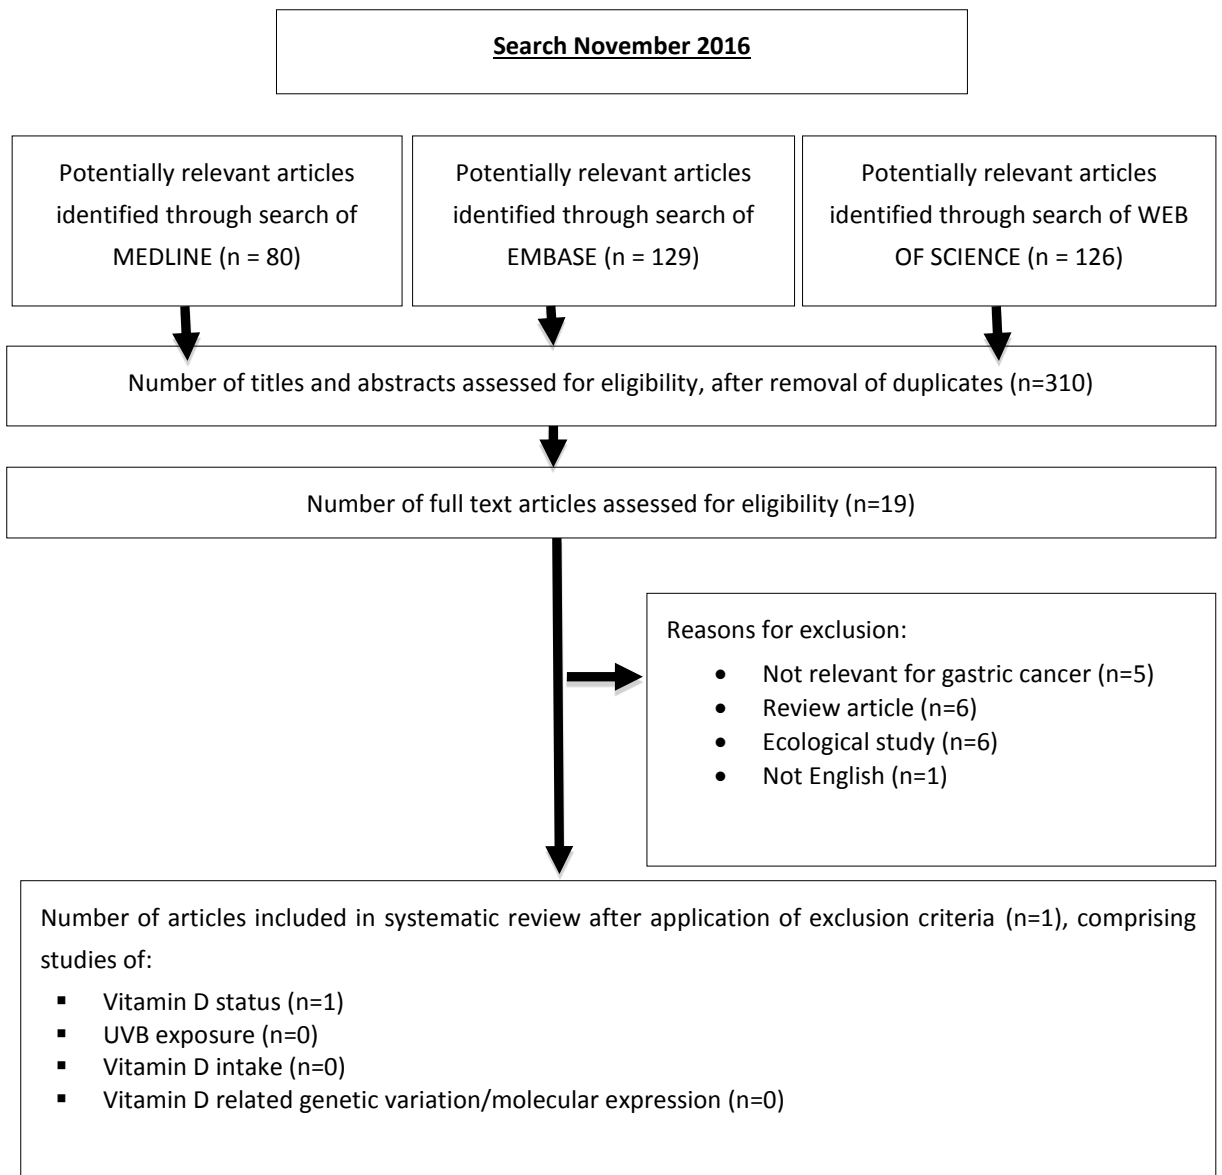 Search November 2016
Potentially relevant articles
identified through search of
MEDLINE (n = 80)
Potentially relevant articles
identified through search of
EMBASE (n = 129)
Potentially relevant articles
identified through search of WEB
OF SCIENCE (n = 126)
Number of titles and abstracts assessed for eligibility, after removal of duplicates (n=310)
Number of full text articles assessed for eligibility (n=19)
Reasons for exclusion:
• Not relevant for gastric cancer (n=5)
• Review article (n=6)
• Ecological study (n=6)
• Not English (n=1)
Number of articles included in systematic review after application of exclusion criteria (n=1), comprising
studies of:
▪ Vitamin D status (n=1)
▪ UVB exposure (n=0)
▪ Vitamin D intake (n=0)
▪ Vitamin D related genetic variation/molecular expression (n=0)